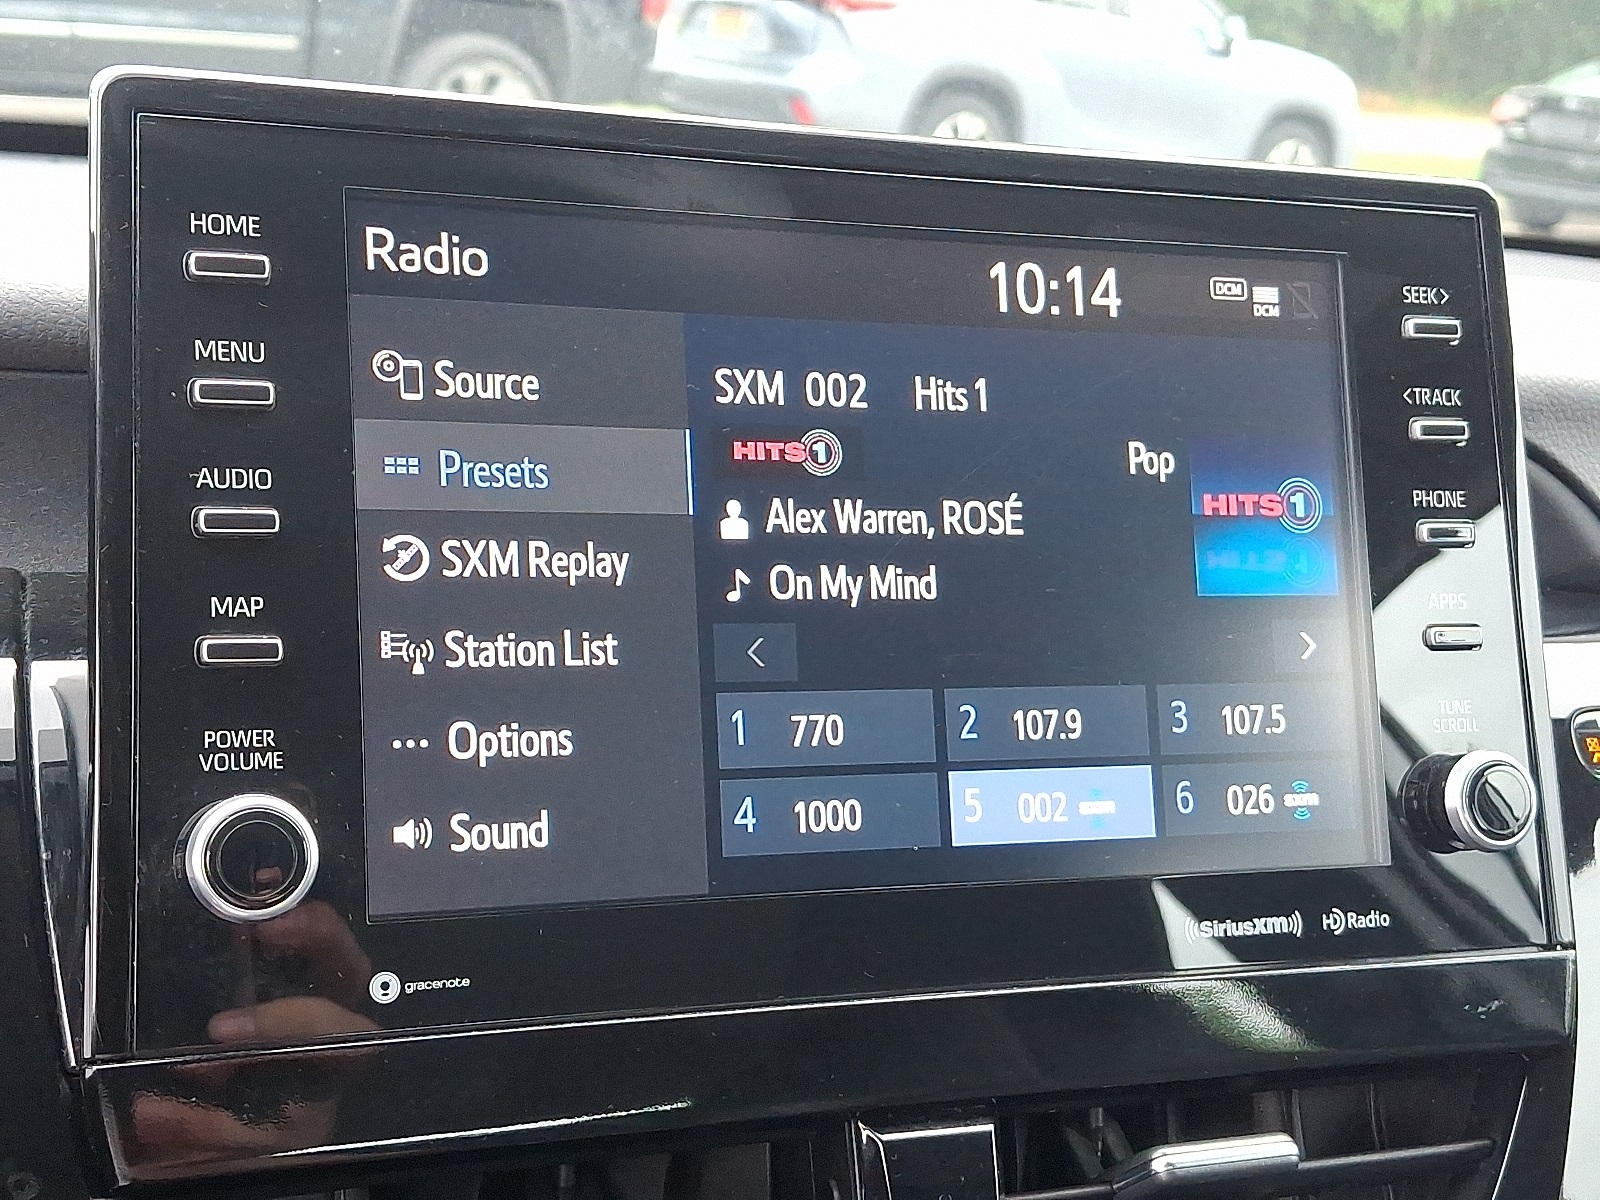 HOME
MENU
AUDIO
MAP
POWER
VOLUME
Radio
10:14
DCM
DCM
Source
Presets
SXM Replay
Station List
Options
Sound
SXM 002 Hits 1
HITS1
Pop
HITS1
Alex Warren, ROSÉ
On My Mind
<
>
1 770
2 107.9
3 107.5
4 1000
5 002 sxm
6 026 sxm
SEEK>
<TRACK
PHONE
APPS
TUNE
SCROLL
((SiriusXM)) HD Radio
gracenote